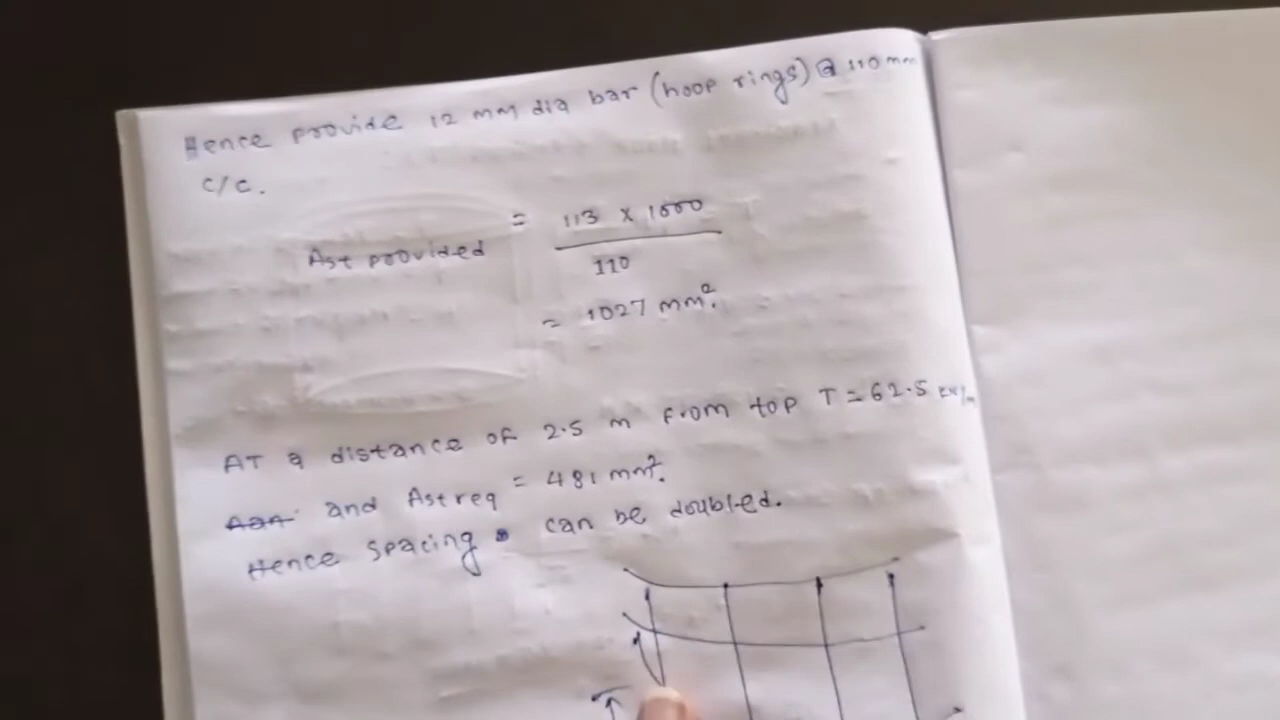 Hence provide 12 mm dia bar (hoop rings) @ 110 mm
c/c.
Ast provided = 113 x 1000
110
= 1027 mm².
AT a distance of 2.5 m from top T = 62.5 KN/m
and Ast req = 481 mm².
Hence spacing can be doubled.